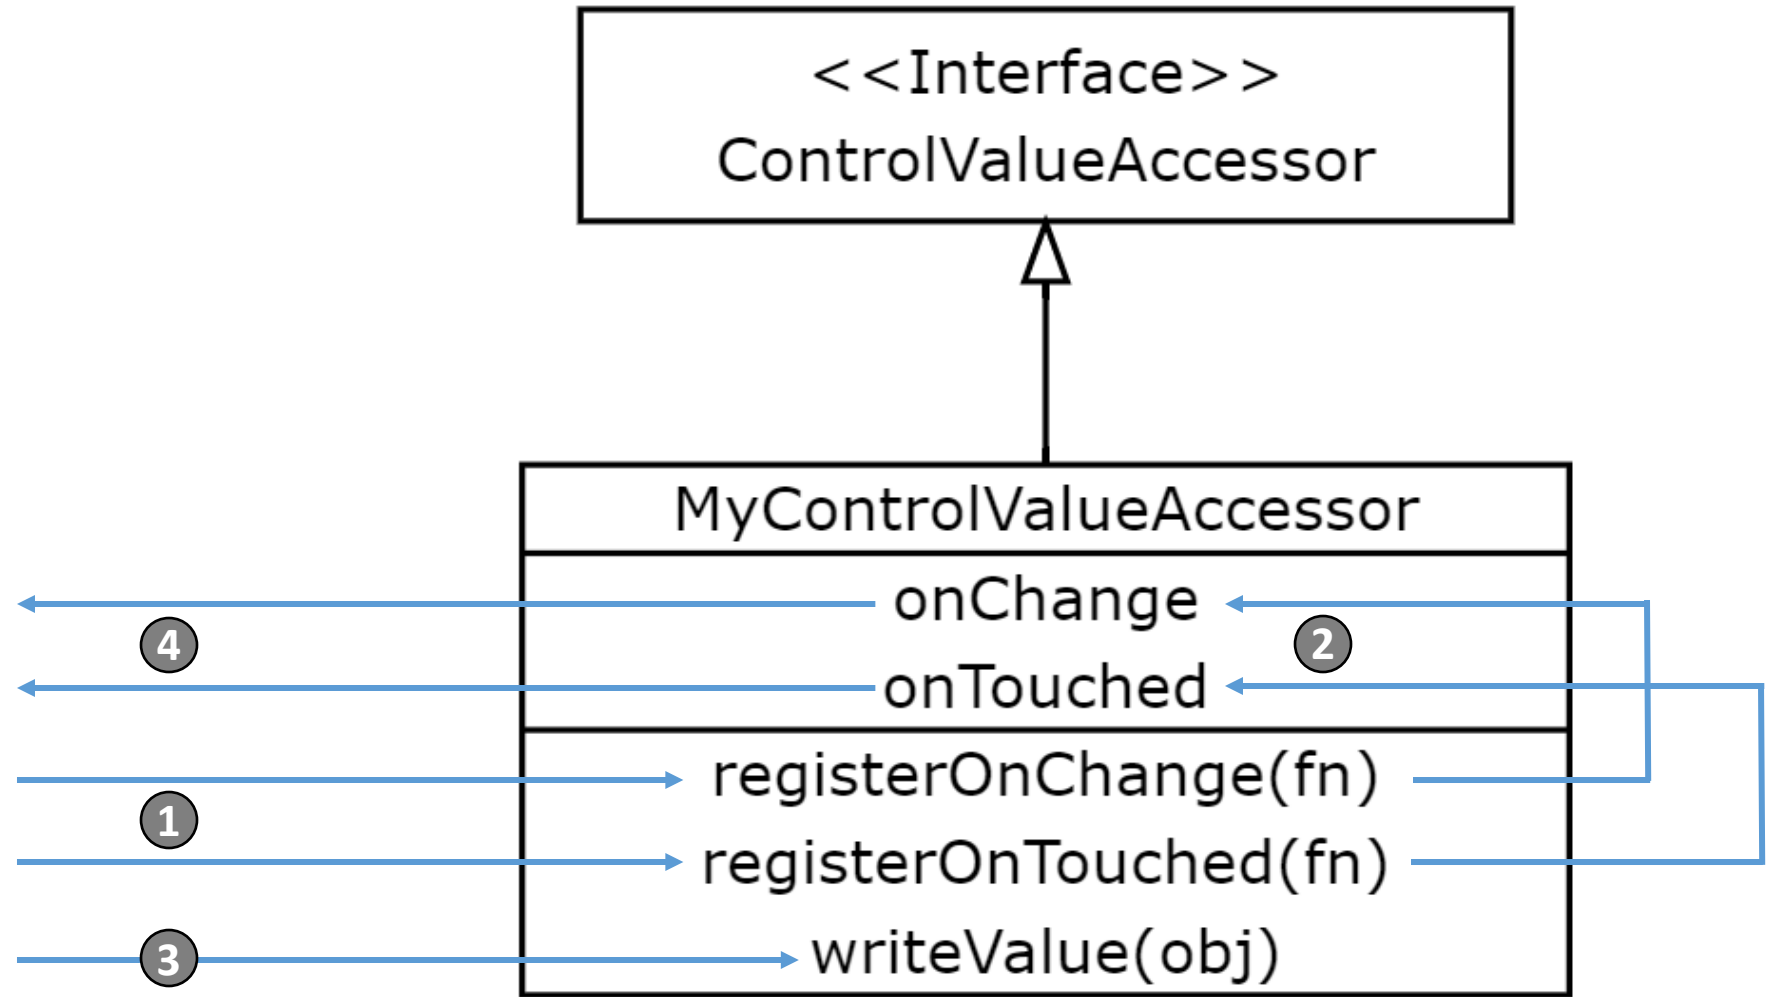 <<Interface>>
ControlValueAccessor
MyControlValueAccessor
onChange
4
2
onTouched
registerOnChange(fn)
1
registerOnTouched(fn)
3
writeValue(obj)